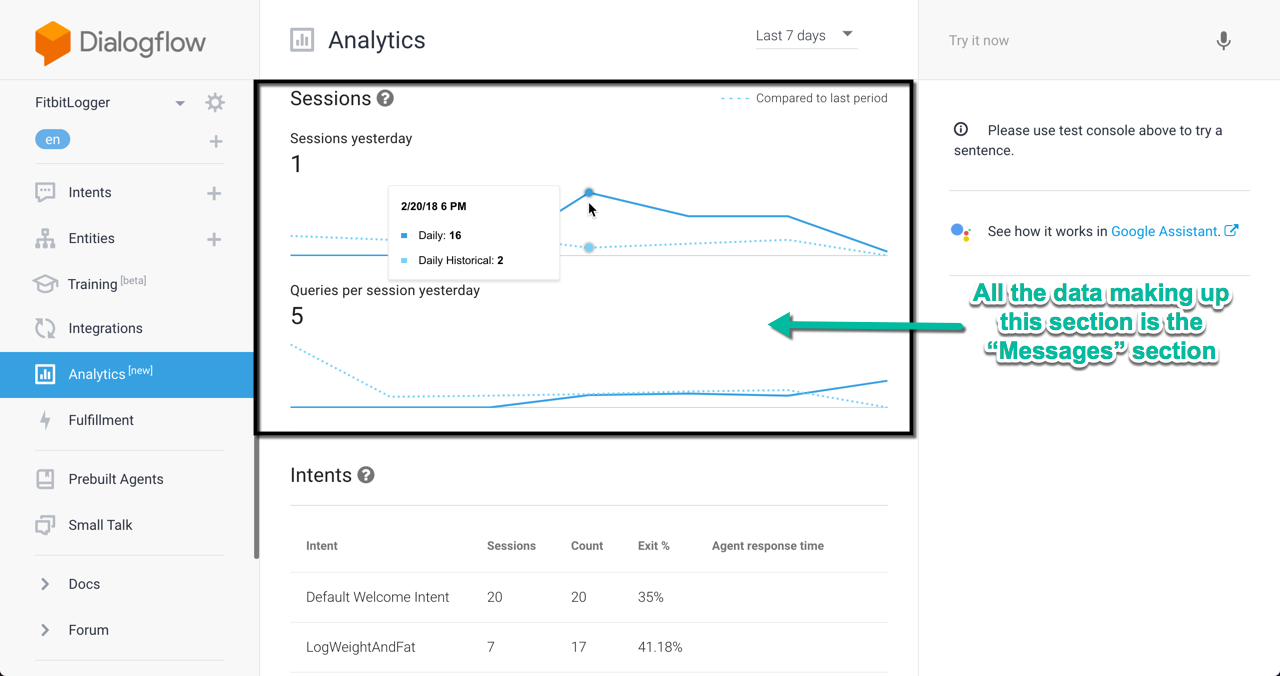 Dialogflow
Analytics
Last 7 days
Try it now
FitbitLogger
en
Intents
Entities
Training [beta]
Integrations
Analytics [new]
Fulfillment
Prebuilt Agents
Small Talk
Docs
Forum
Sessions ?
Compared to last period
Sessions yesterday
1
2/20/18 6 PM
Daily: 16
Daily Historical: 2
Queries per session yesterday
5
Intents ?
Intent Sessions Count Exit % Agent response time
Default Welcome Intent 20 20 35%
LogWeightAndFat 7 17 41.18%
Please use test console above to try a
sentence.
See how it works in Google Assistant.
All the data making up
this section is the
“Messages” section